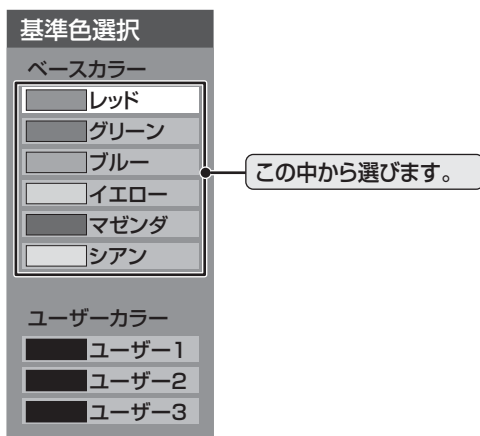 基準色選択
ベースカラー
レッド
グリーン
ブルー
イエロー
マゼンダ
シアン
この中から選びます。
ユーザーカラー
ユーザー1
ユーザー2
ユーザー3